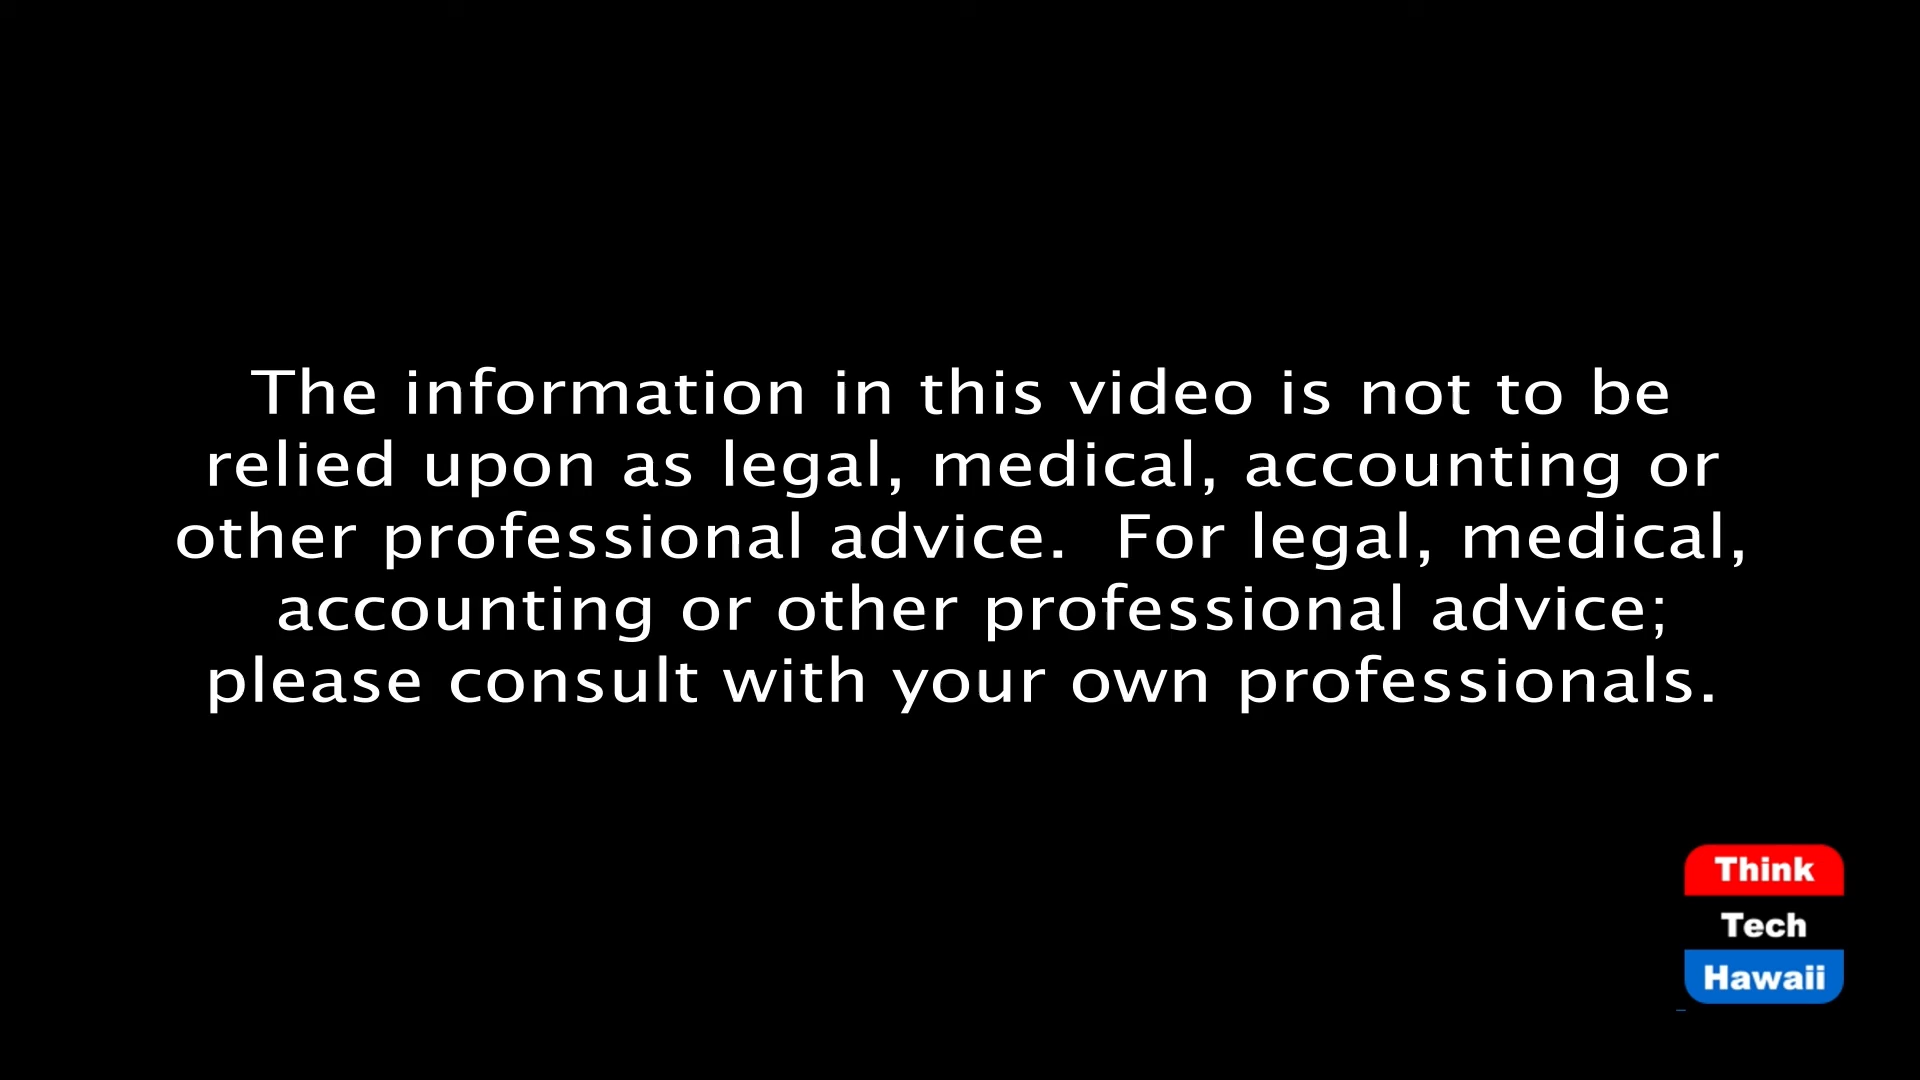 The information in this video is not to be
relied upon as legal, medical, accounting or
other professional advice.  For legal, medical,
accounting or other professional advice;
please consult with your own professionals.
Think
Tech
Hawaii